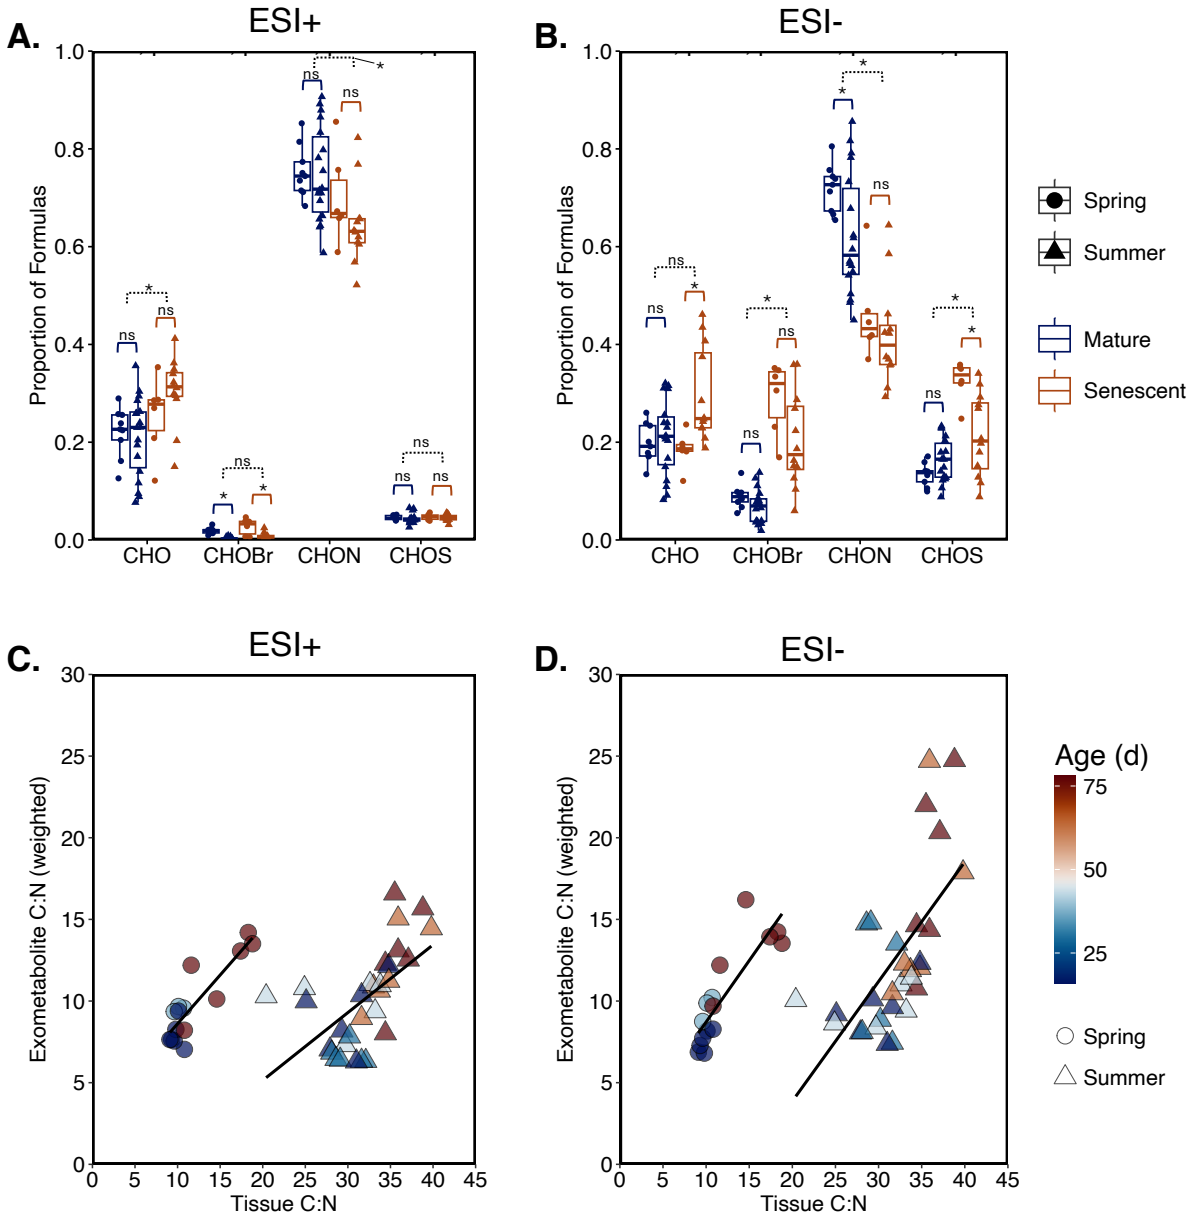 ESI+
ESI-
A.
B.
Proportion of Formulas
1.0
0.8
0.6
0.4
0.2
0.0
ns
*
ns
ns
*
ns
ns
*
*
ns
ns
ns
ns
CHO
CHOBr
CHON
CHOS
Proportion of Formulas
1.0
0.8
0.6
0.4
0.2
0.0
*
*
ns
ns
*
ns
*
ns
ns
*
*
ns
CHO
CHOBr
CHON
CHOS
Spring
Summer
Mature
Senescent
C.
ESI+
D.
ESI-
Exometabolite C:N (weighted)
30
25
20
15
10
5
0
0 5 10 15 20 25 30 35 40 45
Tissue C:N
Exometabolite C:N (weighted)
30
25
20
15
10
5
0
0 5 10 15 20 25 30 35 40 45
Tissue C:N
Age (d)
75
50
25
Spring
Summer